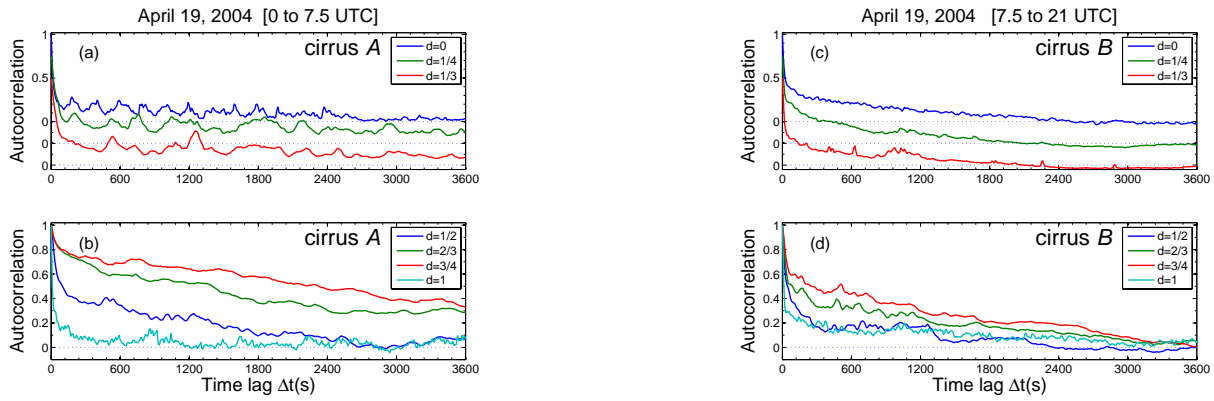 April 19, 2004 [0 to 7.5 UTC]
Autocorrelation
1
0.5
0
0
0
(a)
cirrus A
d=0
d=1/4
d=1/3
0 600 1200 1800 2400 3000 3600
Autocorrelation
1
0.8
0.6
0.4
0.2
0
(b)
cirrus A
d=1/2
d=2/3
d=3/4
d=1
0 600 1200 1800 2400 3000 3600
Time lag Δt(s)
April 19, 2004 [7.5 to 21 UTC]
Autocorrelation
1
0.5
0
0
0
(c)
cirrus B
d=0
d=1/4
d=1/3
0 600 1200 1800 2400 3000 3600
Autocorrelation
1
0.8
0.6
0.4
0.2
0
(d)
cirrus B
d=1/2
d=2/3
d=3/4
d=1
0 600 1200 1800 2400 3000 3600
Time lag Δt(s)